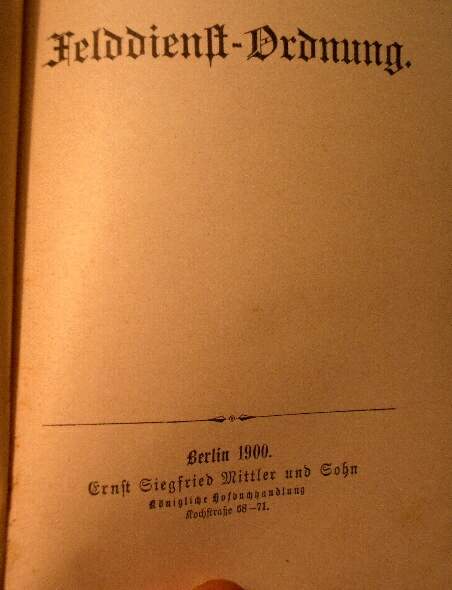 Felddienst-Ordnung.
Berlin 1900.
Ernst Siegfried Mittler und Sohn
Königliche Hofbuchhandlung
Kochstraße 68—71.